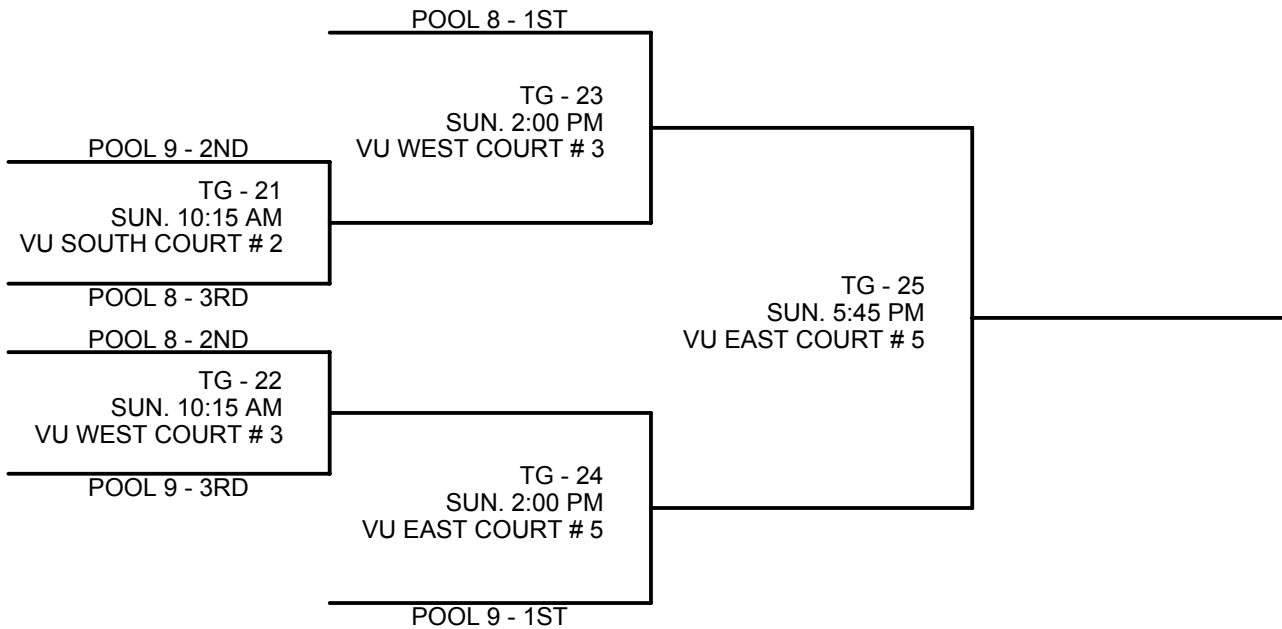 POOL 8 - 1ST
TG - 23
SUN. 2:00 PM
VU WEST COURT # 3
POOL 9 - 2ND
TG - 21
SUN. 10:15 AM
VU SOUTH COURT # 2
POOL 8 - 3RD
TG - 25
SUN. 5:45 PM
VU EAST COURT # 5
POOL 8 - 2ND
TG - 22
SUN. 10:15 AM
VU WEST COURT # 3
POOL 9 - 3RD
TG - 24
SUN. 2:00 PM
VU EAST COURT # 5
POOL 9 - 1ST